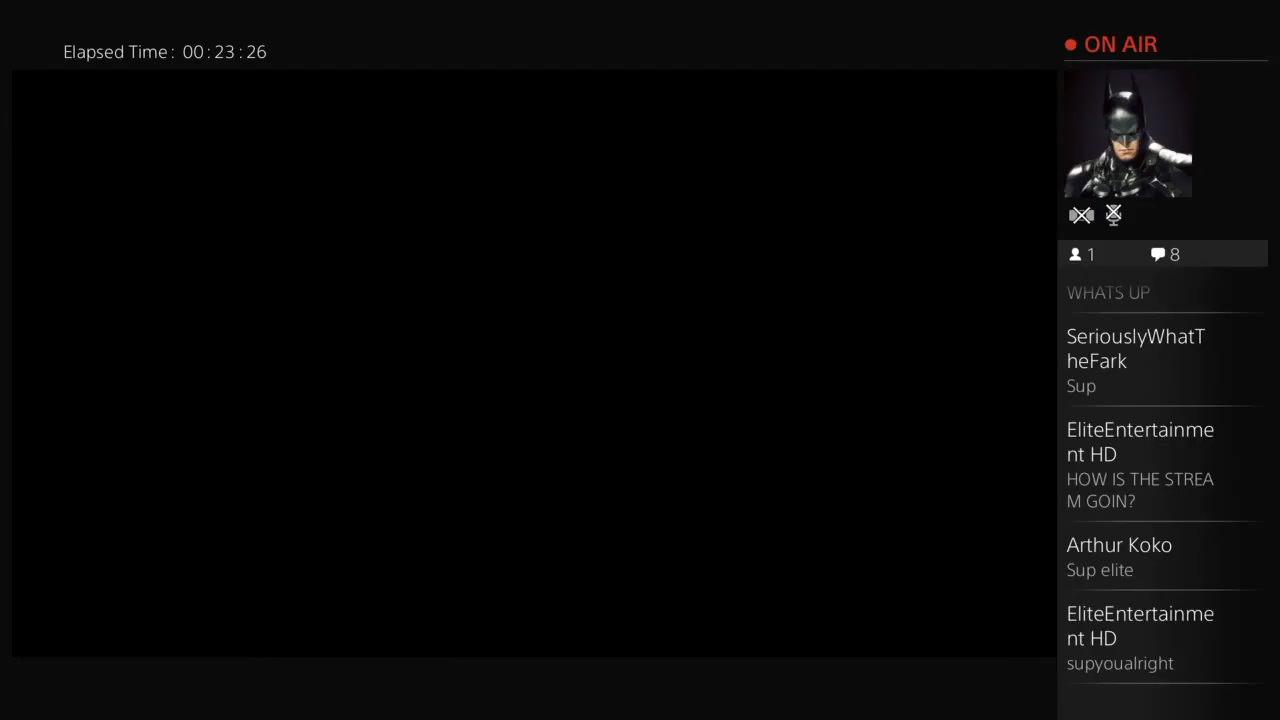 Elapsed Time: 00:23:26
ON AIR
1 8
WHATS UP
SeriouslyWhatT
heFark
Sup
EliteEntertainme
nt HD
HOW IS THE STREA
M GOIN?
Arthur Koko
Sup elite
EliteEntertainme
nt HD
supyoualright